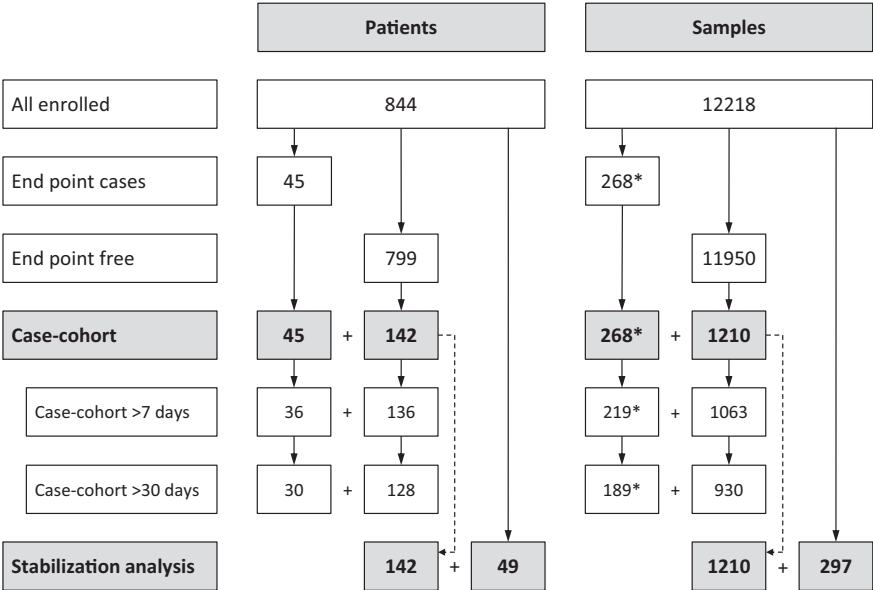 Patients Samples
All enrolled 844 12218
End point cases 45 268*
End point free 799 11950
Case-cohort 45 + 142 268* + 1210
Case-cohort >7 days 36 + 136 219* + 1063
Case-cohort >30 days 30 + 128 189* + 930
Stabilization analysis 142 + 49 1210 + 297